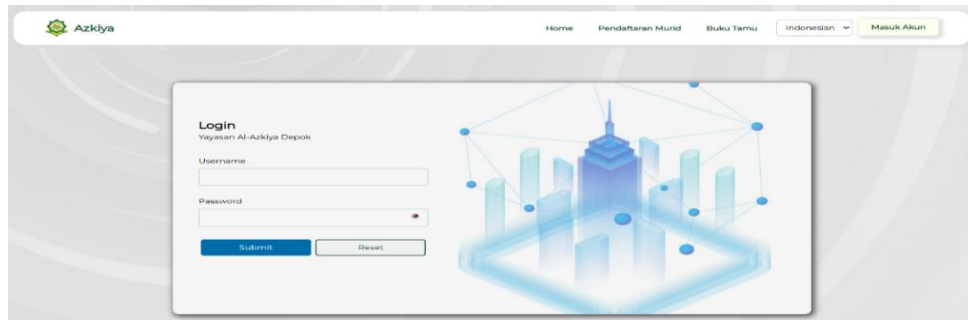 Azkiya
Home Pendaftaran Murid Buku Tamu Indonesian Masuk Akun
Login
Yayasan Al-Azkiya Depok
Username
Password
Submit Reset